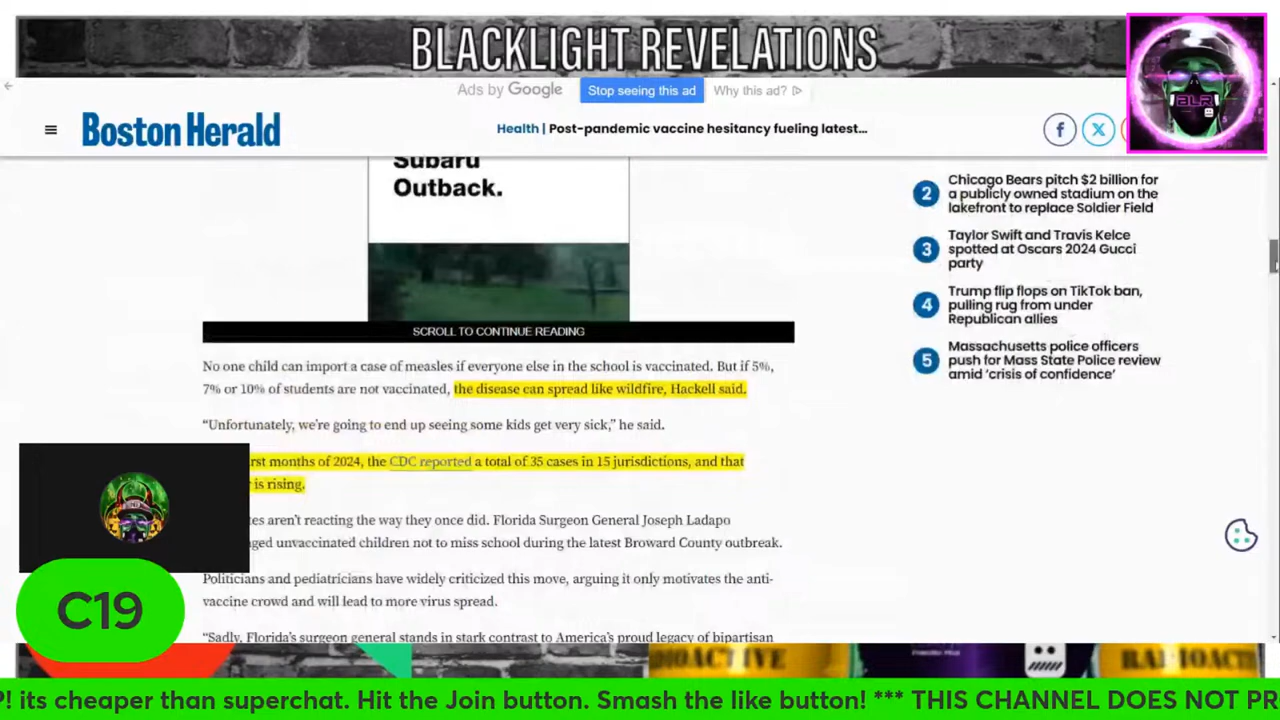 BLACKLIGHT REVELATIONS
BLR
Ads by Google
Stop seeing this ad
Why this ad?
Boston Herald
Health | Post-pandemic vaccine hesitancy fueling latest...
Subaru
Outback.
SCROLL TO CONTINUE READING
No one child can import a case of measles if everyone else in the school is vaccinated. But if 5%,
7% or 10% of students are not vaccinated, the disease can spread like wildfire, Hackell said.
“Unfortunately, we’re going to end up seeing some kids get very sick,” he said.
rst months of 2024, the CDC reported a total of 35 cases in 15 jurisdictions, and that
is rising.
tes aren’t reacting the way they once did. Florida Surgeon General Joseph Ladapo
ged unvaccinated children not to miss school during the latest Broward County outbreak.
Politicians and pediatricians have widely criticized this move, arguing it only motivates the anti-
vaccine crowd and will lead to more virus spread.
“Sadly, Florida’s surgeon general stands in stark contrast to America’s proud legacy of bipartisan
2
Chicago Bears pitch $2 billion for
a publicly owned stadium on the
lakefront to replace Soldier Field
3
Taylor Swift and Travis Kelce
spotted at Oscars 2024 Gucci
party
4
Trump flip flops on TikTok ban,
pulling rug from under
Republican allies
5
Massachusetts police officers
push for Mass State Police review
amid ‘crisis of confidence’
C19
DIOACTIVE
RADIOACTI
P! its cheaper than superchat. Hit the Join button. Smash the like button! *** THIS CHANNEL DOES NOT PR